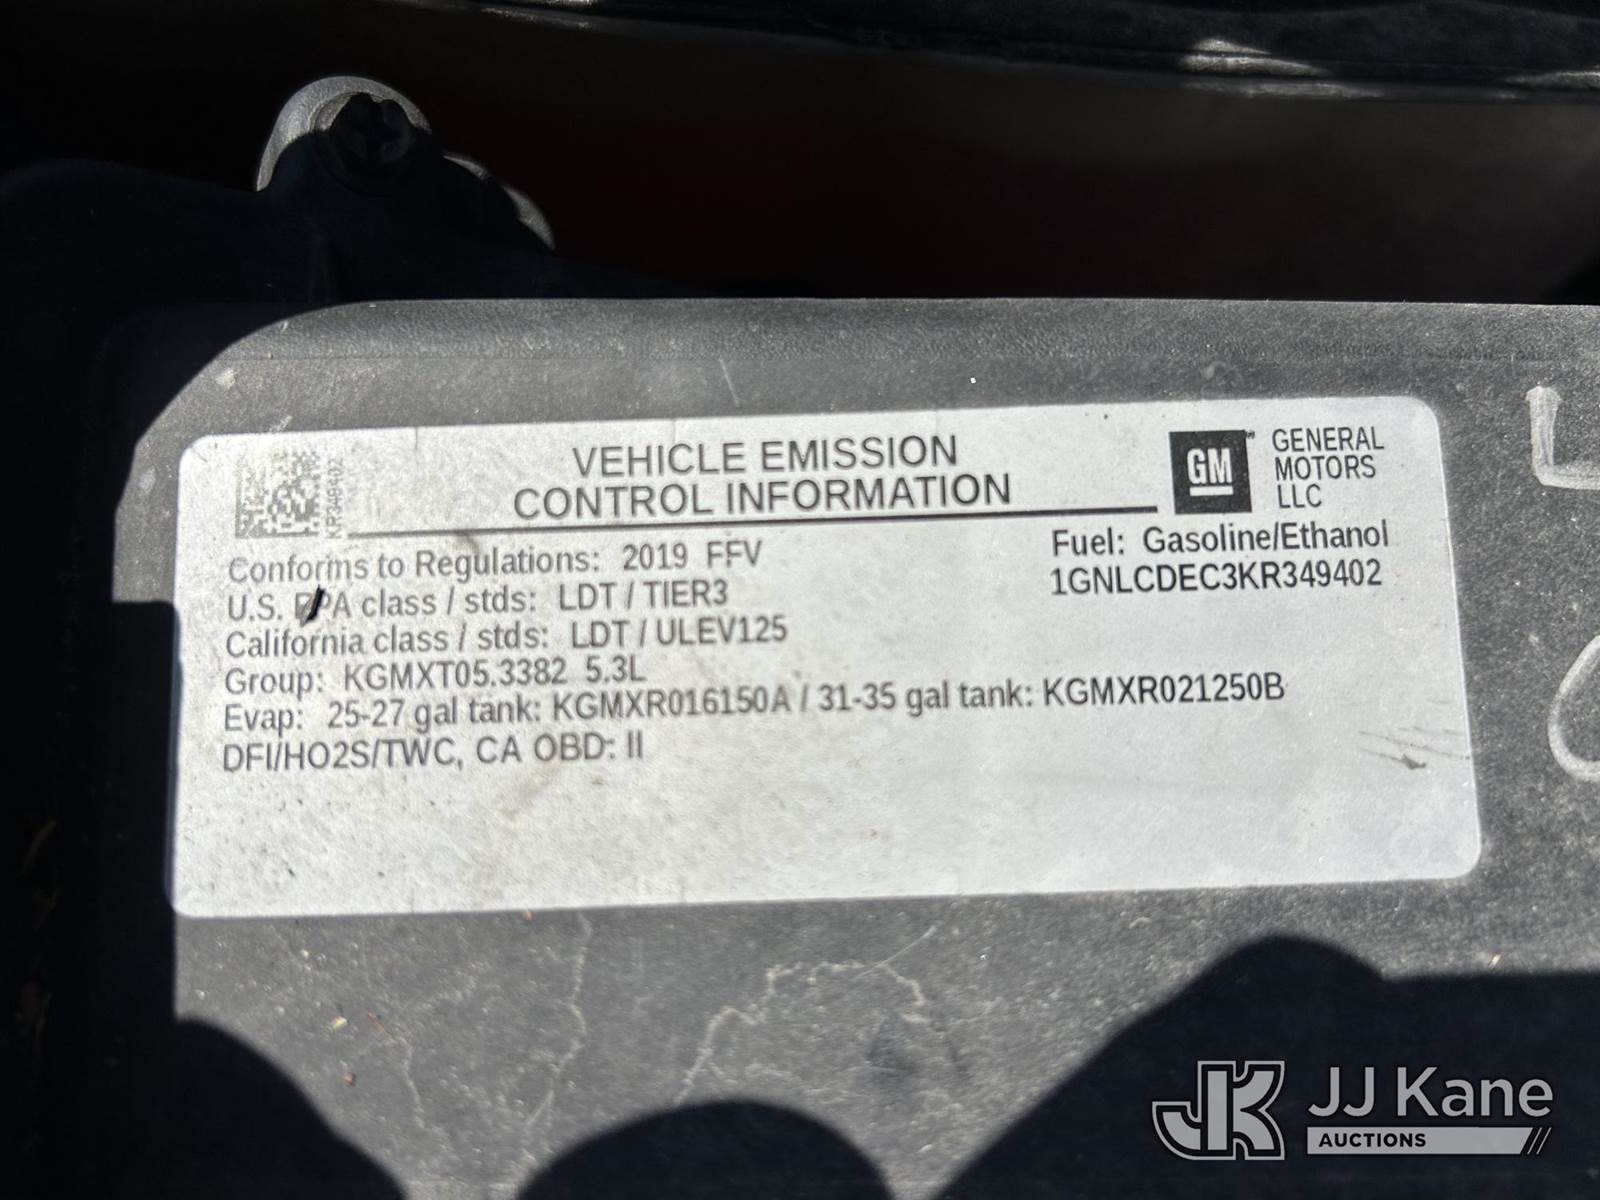 KR349402
VEHICLE EMISSION
CONTROL INFORMATION
GM
GENERAL
MOTORS
LLC
Conforms to Regulations: 2019 FFV
U.S. EPA class / stds: LDT / TIER3
California class / stds: LDT / ULEV125
Group: KGMXT05.3382 5.3L
Evap: 25-27 gal tank: KGMXR016150A / 31-35 gal tank: KGMXR021250B
DFI/HO2S/TWC, CA OBD: II
Fuel: Gasoline/Ethanol
1GNLCDEC3KR349402
JK
JJ Kane
AUCTIONS